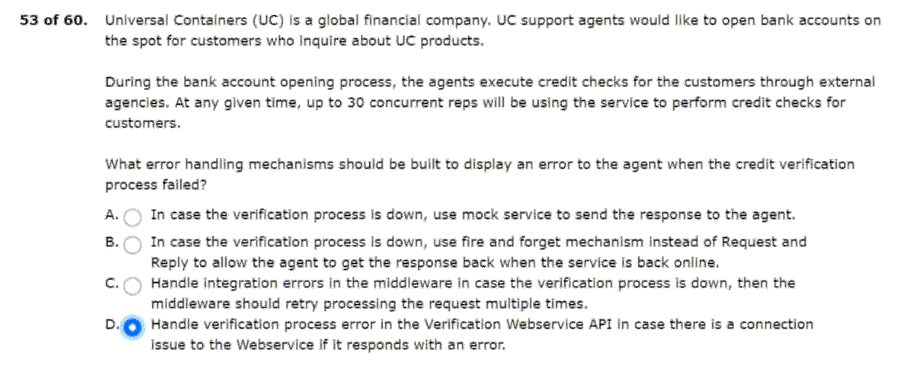 53 of 60. Universal Containers (UC) is a global financial company. UC support agents would like to open bank accounts on
the spot for customers who inquire about UC products.
During the bank account opening process, the agents execute credit checks for the customers through external
agencies. At any given time, up to 30 concurrent reps will be using the service to perform credit checks for
customers.
What error handling mechanisms should be built to display an error to the agent when the credit verification
process failed?
A. In case the verification process is down, use mock service to send the response to the agent.
B. In case the verification process is down, use fire and forget mechanism instead of Request and
Reply to allow the agent to get the response back when the service is back online.
C. Handle integration errors in the middleware in case the verification process is down, then the
middleware should retry processing the request multiple times.
D. Handle verification process error in the Verification Webservice API in case there is a connection
issue to the Webservice if it responds with an error.